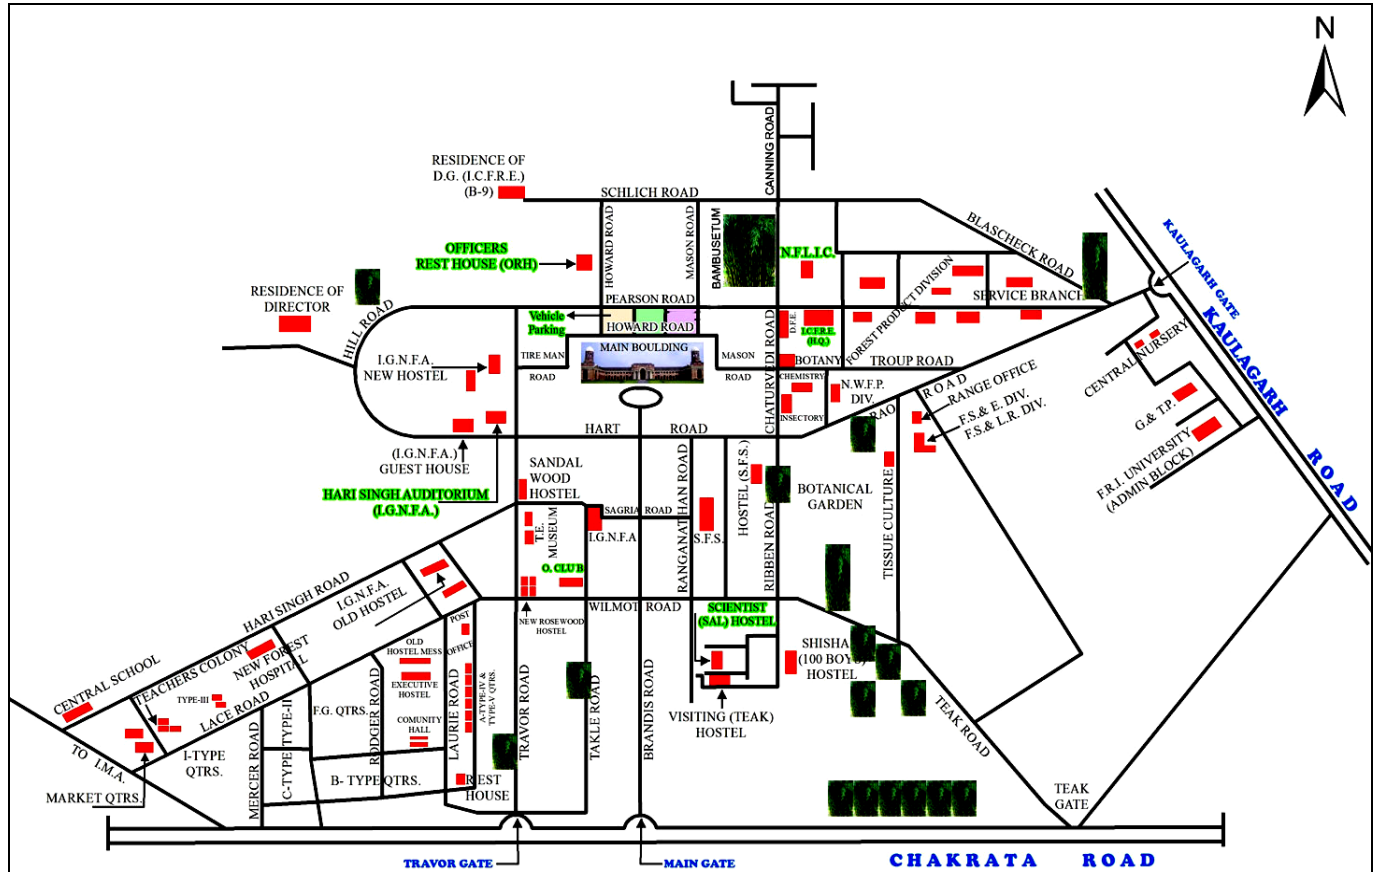 N
CANNING ROAD
RESIDENCE OF
D.G. (I.C.F.R.E.)
(B-9)
SCHLICH ROAD
HOWARD ROAD
MASON ROAD
BAMBUSETUM
BLASCHECK ROAD
KAULAGARH GATE
OFFICERS
REST HOUSE (ORH)
N.F.L.I.C.
RESIDENCE OF
DIRECTOR
HILL ROAD
PEARSON ROAD
Vehicle
Parking
HOWARD ROAD
D.F.E.
I.C.F.R.E.
(H.Q.)
FOREST PRODUCT DIVISION
SERVICE BRANCH
KAULAGARH
ROAD
I.G.N.F.A.
NEW HOSTEL
TIRE MAN
ROAD
MAIN BOULDING
MASON
ROAD
CHATURVEDI ROAD
BOTANY
TROUP ROAD
CHEMISTRY
INSECTORY
N.W.F.P.
DIV.
RAO
ROAD
RANGE OFFICE
F.S.& E. DIV.
F.S.& L.R. DIV.
CENTRAL NURSERY
G.& T.P.
F.R.I. UNIVERSITY
(ADMIN BLOCK)
HART ROAD
(I.G.N.F.A.)
GUEST HOUSE
HARI SINGH AUDITORIUM
(I.G.N.F.A.)
SANDAL
WOOD
HOSTEL
T.E.
MUSEUM
SAGRIA ROAD
I.G.N.F.A
RANGANATHAN ROAD
S.F.S.
HOSTEL (S.F.S.)
RIBBEN ROAD
BOTANICAL
GARDEN
TISSUE CULTURE
O. CLUB
HARI SINGH ROAD
I.G.N.F.A.
OLD HOSTEL
WILMOT ROAD
NEW ROSEWOOD
HOSTEL
SCIENTIST
(SAL) HOSTEL
SHISHA
(100 BOYS)
HOSTEL
VISITING (TEAK)
HOSTEL
POST
OFFICE
OLD
HOSTEL MESS
EXECUTIVE
HOSTEL
COMUNITY
HALL
CENTRAL SCHOOL
TEACHERS COLONY
NEW FOREST
HOSPITAL
TYPE-III
LACE ROAD
TO I.M.A.
MARKET QTRS.
I-TYPE
QTRS.
MERCER ROAD
C-TYPE TYPE-II
F.G. QTRS.
RODGER ROAD
B- TYPE QTRS.
LAURIE ROAD
A-TYPE-IV &
TYPE-V QTRS.
REST
HOUSE
TRAVOR ROAD
TAKLE ROAD
BRANDIS ROAD
TEAK ROAD
TEAK
GATE
TRAVOR GATE
MAIN GATE
CHAKRATA ROAD